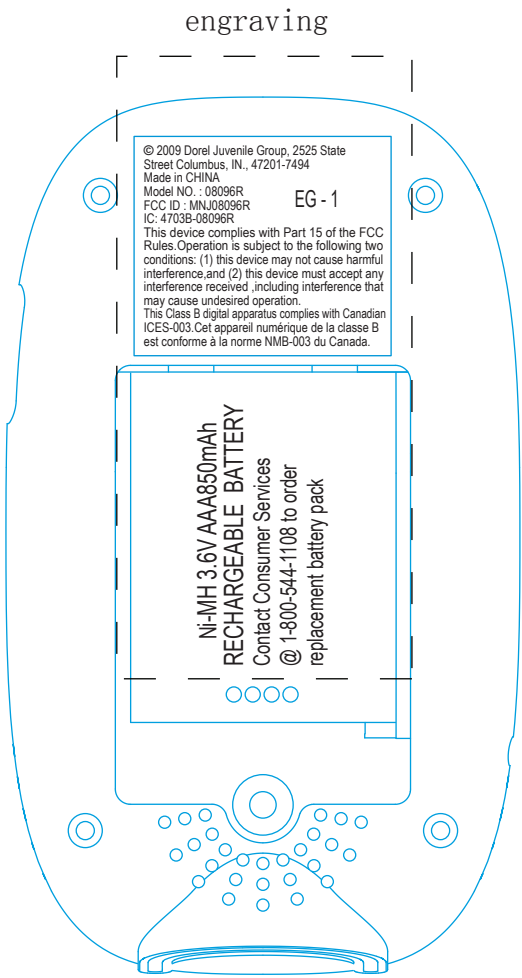 engraving
© 2009 Dorel Juvenile Group, 2525 State
Street Columbus, IN., 47201-7494
Made in CHINA
Model NO. : 08096R
FCC ID : MNJ08096R
IC: 4703B-08096R
EG - 1
This device complies with Part 15 of the FCC
Rules.Operation is subject to the following two
conditions: (1) this device may not cause harmful
interference,and (2) this device must accept any
interference received ,including interference that
may cause undesired operation.
This Class B digital apparatus complies with Canadian
ICES-003.Cet appareil numérique de la classe B
est conforme à la norme NMB-003 du Canada.
Ni-MH 3.6V AAA850mAh
RECHARGEABLE BATTERY
Contact Consumer Services
@ 1-800-544-1108 to order
replacement battery pack